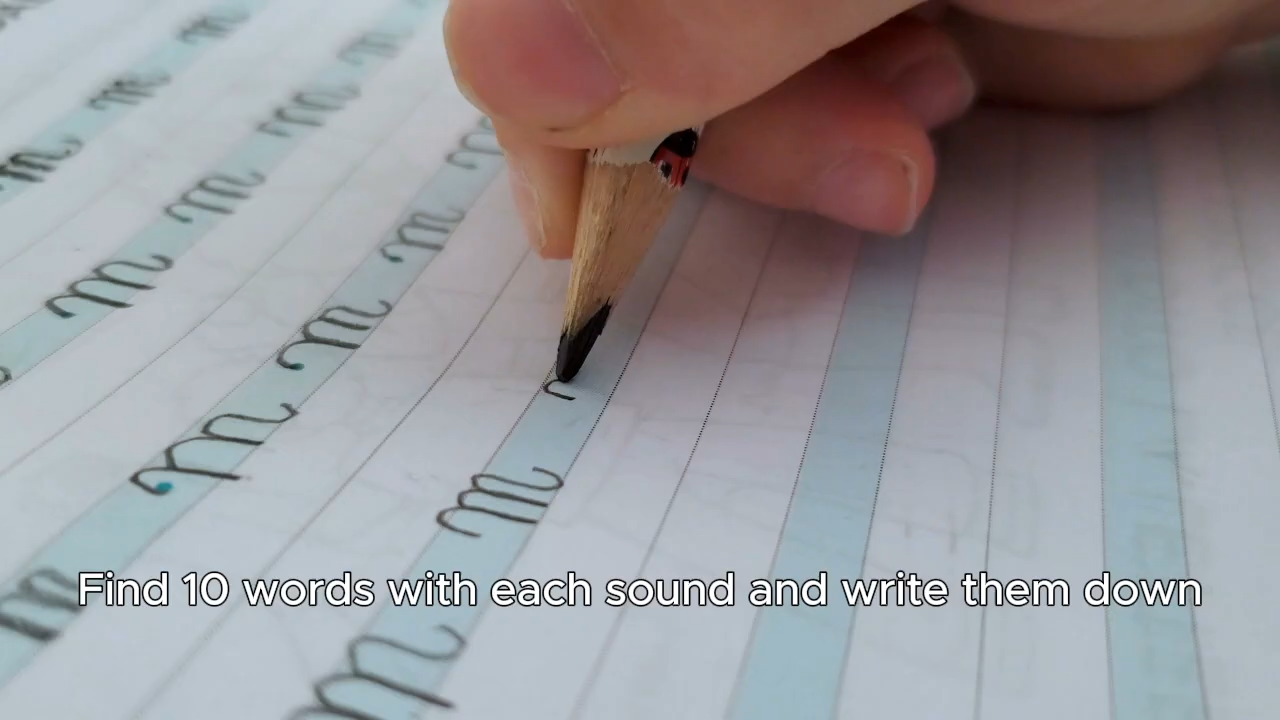 m m m
m m m m
m m m m m
m m
Find 10 words with each sound and write them down